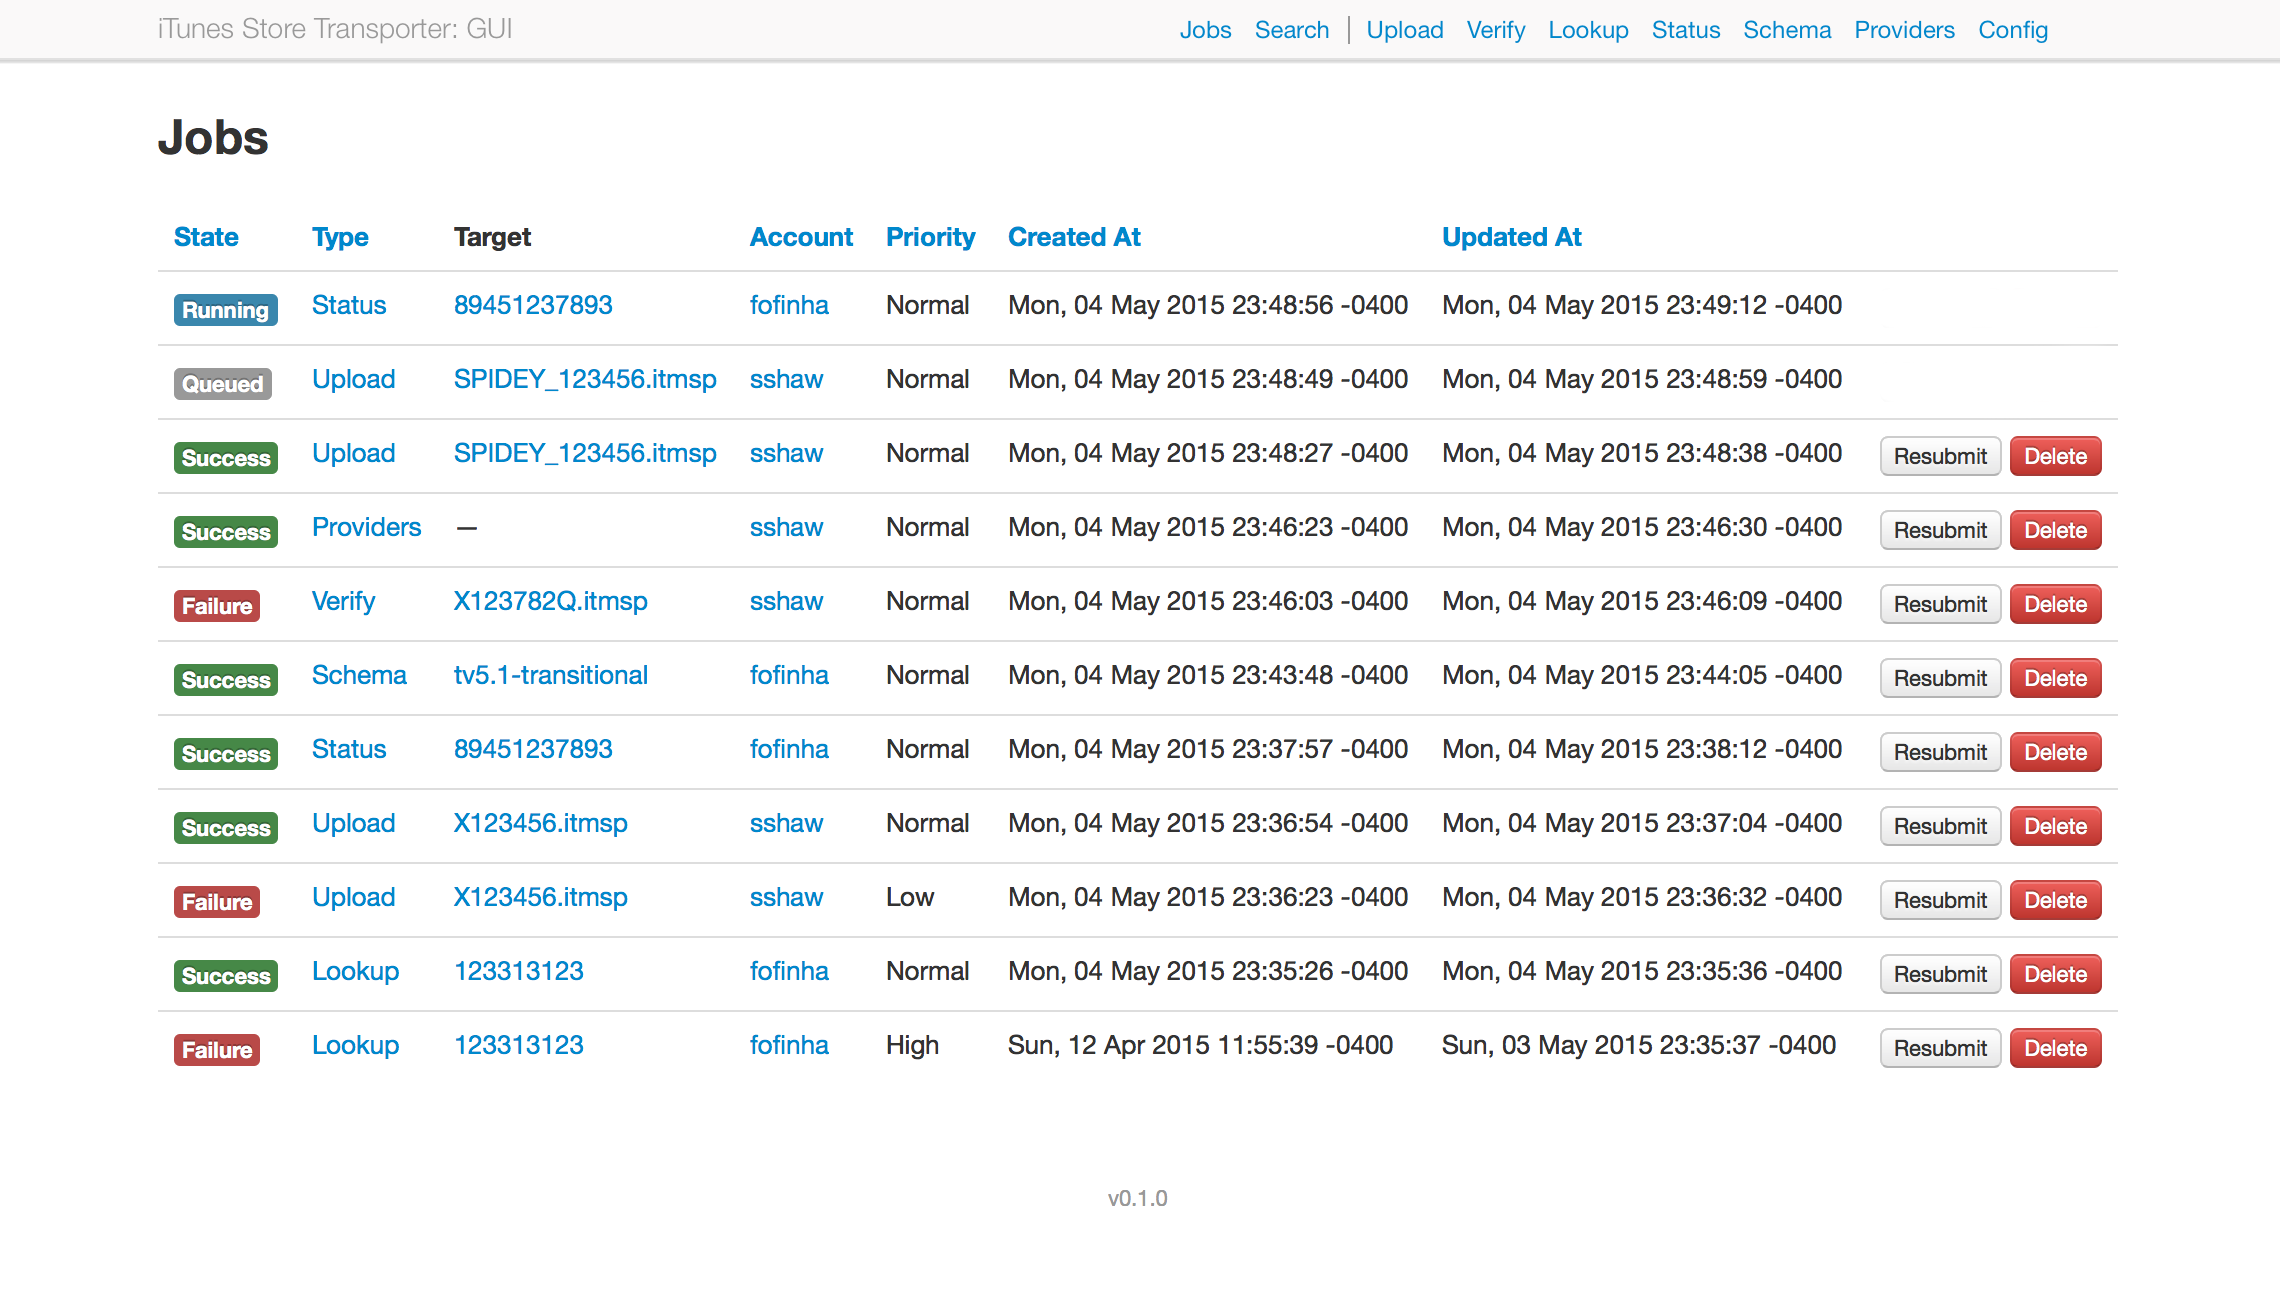 iTunes Store Transporter: GUI Jobs Search | Upload Verify Lookup Status Schema Providers Config
Jobs
State Type Target Account Priority Created At Updated At
Running Status 89451237893 fofinha Normal Mon, 04 May 2015 23:48:56 -0400 Mon, 04 May 2015 23:49:12 -0400
Queued Upload SPIDEY_123456.itmsp sshaw Normal Mon, 04 May 2015 23:48:49 -0400 Mon, 04 May 2015 23:48:59 -0400
Success Upload SPIDEY_123456.itmsp sshaw Normal Mon, 04 May 2015 23:48:27 -0400 Mon, 04 May 2015 23:48:38 -0400 Resubmit Delete
Success Providers — sshaw Normal Mon, 04 May 2015 23:46:23 -0400 Mon, 04 May 2015 23:46:30 -0400 Resubmit Delete
Failure Verify X123782Q.itmsp sshaw Normal Mon, 04 May 2015 23:46:03 -0400 Mon, 04 May 2015 23:46:09 -0400 Resubmit Delete
Success Schema tv5.1-transitional fofinha Normal Mon, 04 May 2015 23:43:48 -0400 Mon, 04 May 2015 23:44:05 -0400 Resubmit Delete
Success Status 89451237893 fofinha Normal Mon, 04 May 2015 23:37:57 -0400 Mon, 04 May 2015 23:38:12 -0400 Resubmit Delete
Success Upload X123456.itmsp sshaw Normal Mon, 04 May 2015 23:36:54 -0400 Mon, 04 May 2015 23:37:04 -0400 Resubmit Delete
Failure Upload X123456.itmsp sshaw Low Mon, 04 May 2015 23:36:23 -0400 Mon, 04 May 2015 23:36:32 -0400 Resubmit Delete
Success Lookup 123313123 fofinha Normal Mon, 04 May 2015 23:35:26 -0400 Mon, 04 May 2015 23:35:36 -0400 Resubmit Delete
Failure Lookup 123313123 fofinha High Sun, 12 Apr 2015 11:55:39 -0400 Sun, 03 May 2015 23:35:37 -0400 Resubmit Delete
v0.1.0